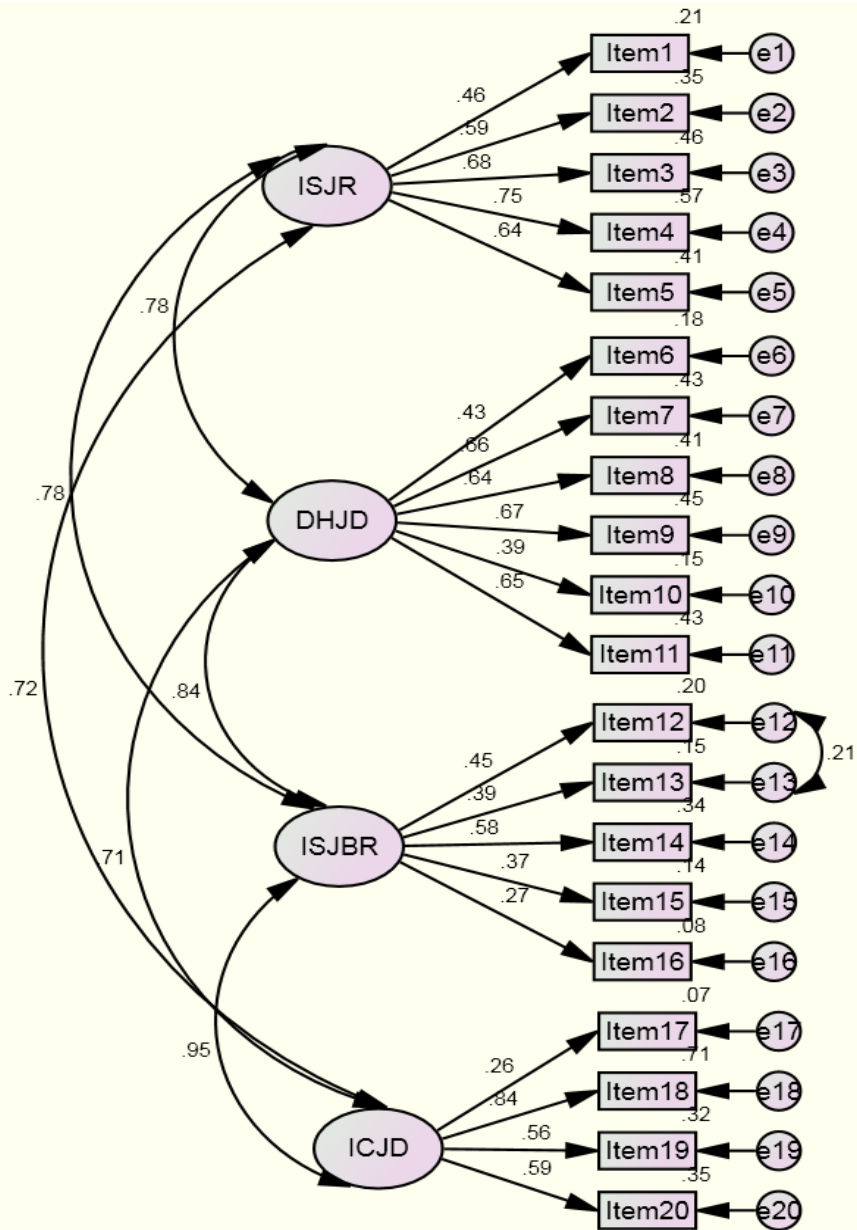 .21
Item1 e1
.46 .35
Item2 e2
.59 .46
ISJR .68 Item3 e3
.75 .57
Item4 e4
.64 .41
Item5 e5
.78 .18
Item6 e6
.43 .43
Item7 e7
.66 .41
Item8 e8
.64 .45
.78 DHJD .67 Item9 e9
.39 .15
Item10 e10
.65 .43
Item11 e11
.72 .84 .20
Item12 e12
.45 .15 .21
Item13 e13
.39 .34
ISJBR .58 Item14 e14
.71 .37 .14
Item15 e15
.27 .08
Item16 e16
.07
Item17 e17
.95 .26 .71
Item18 e18
.84 .32
ICJD .56 Item19 e19
.59 .35
Item20 e20